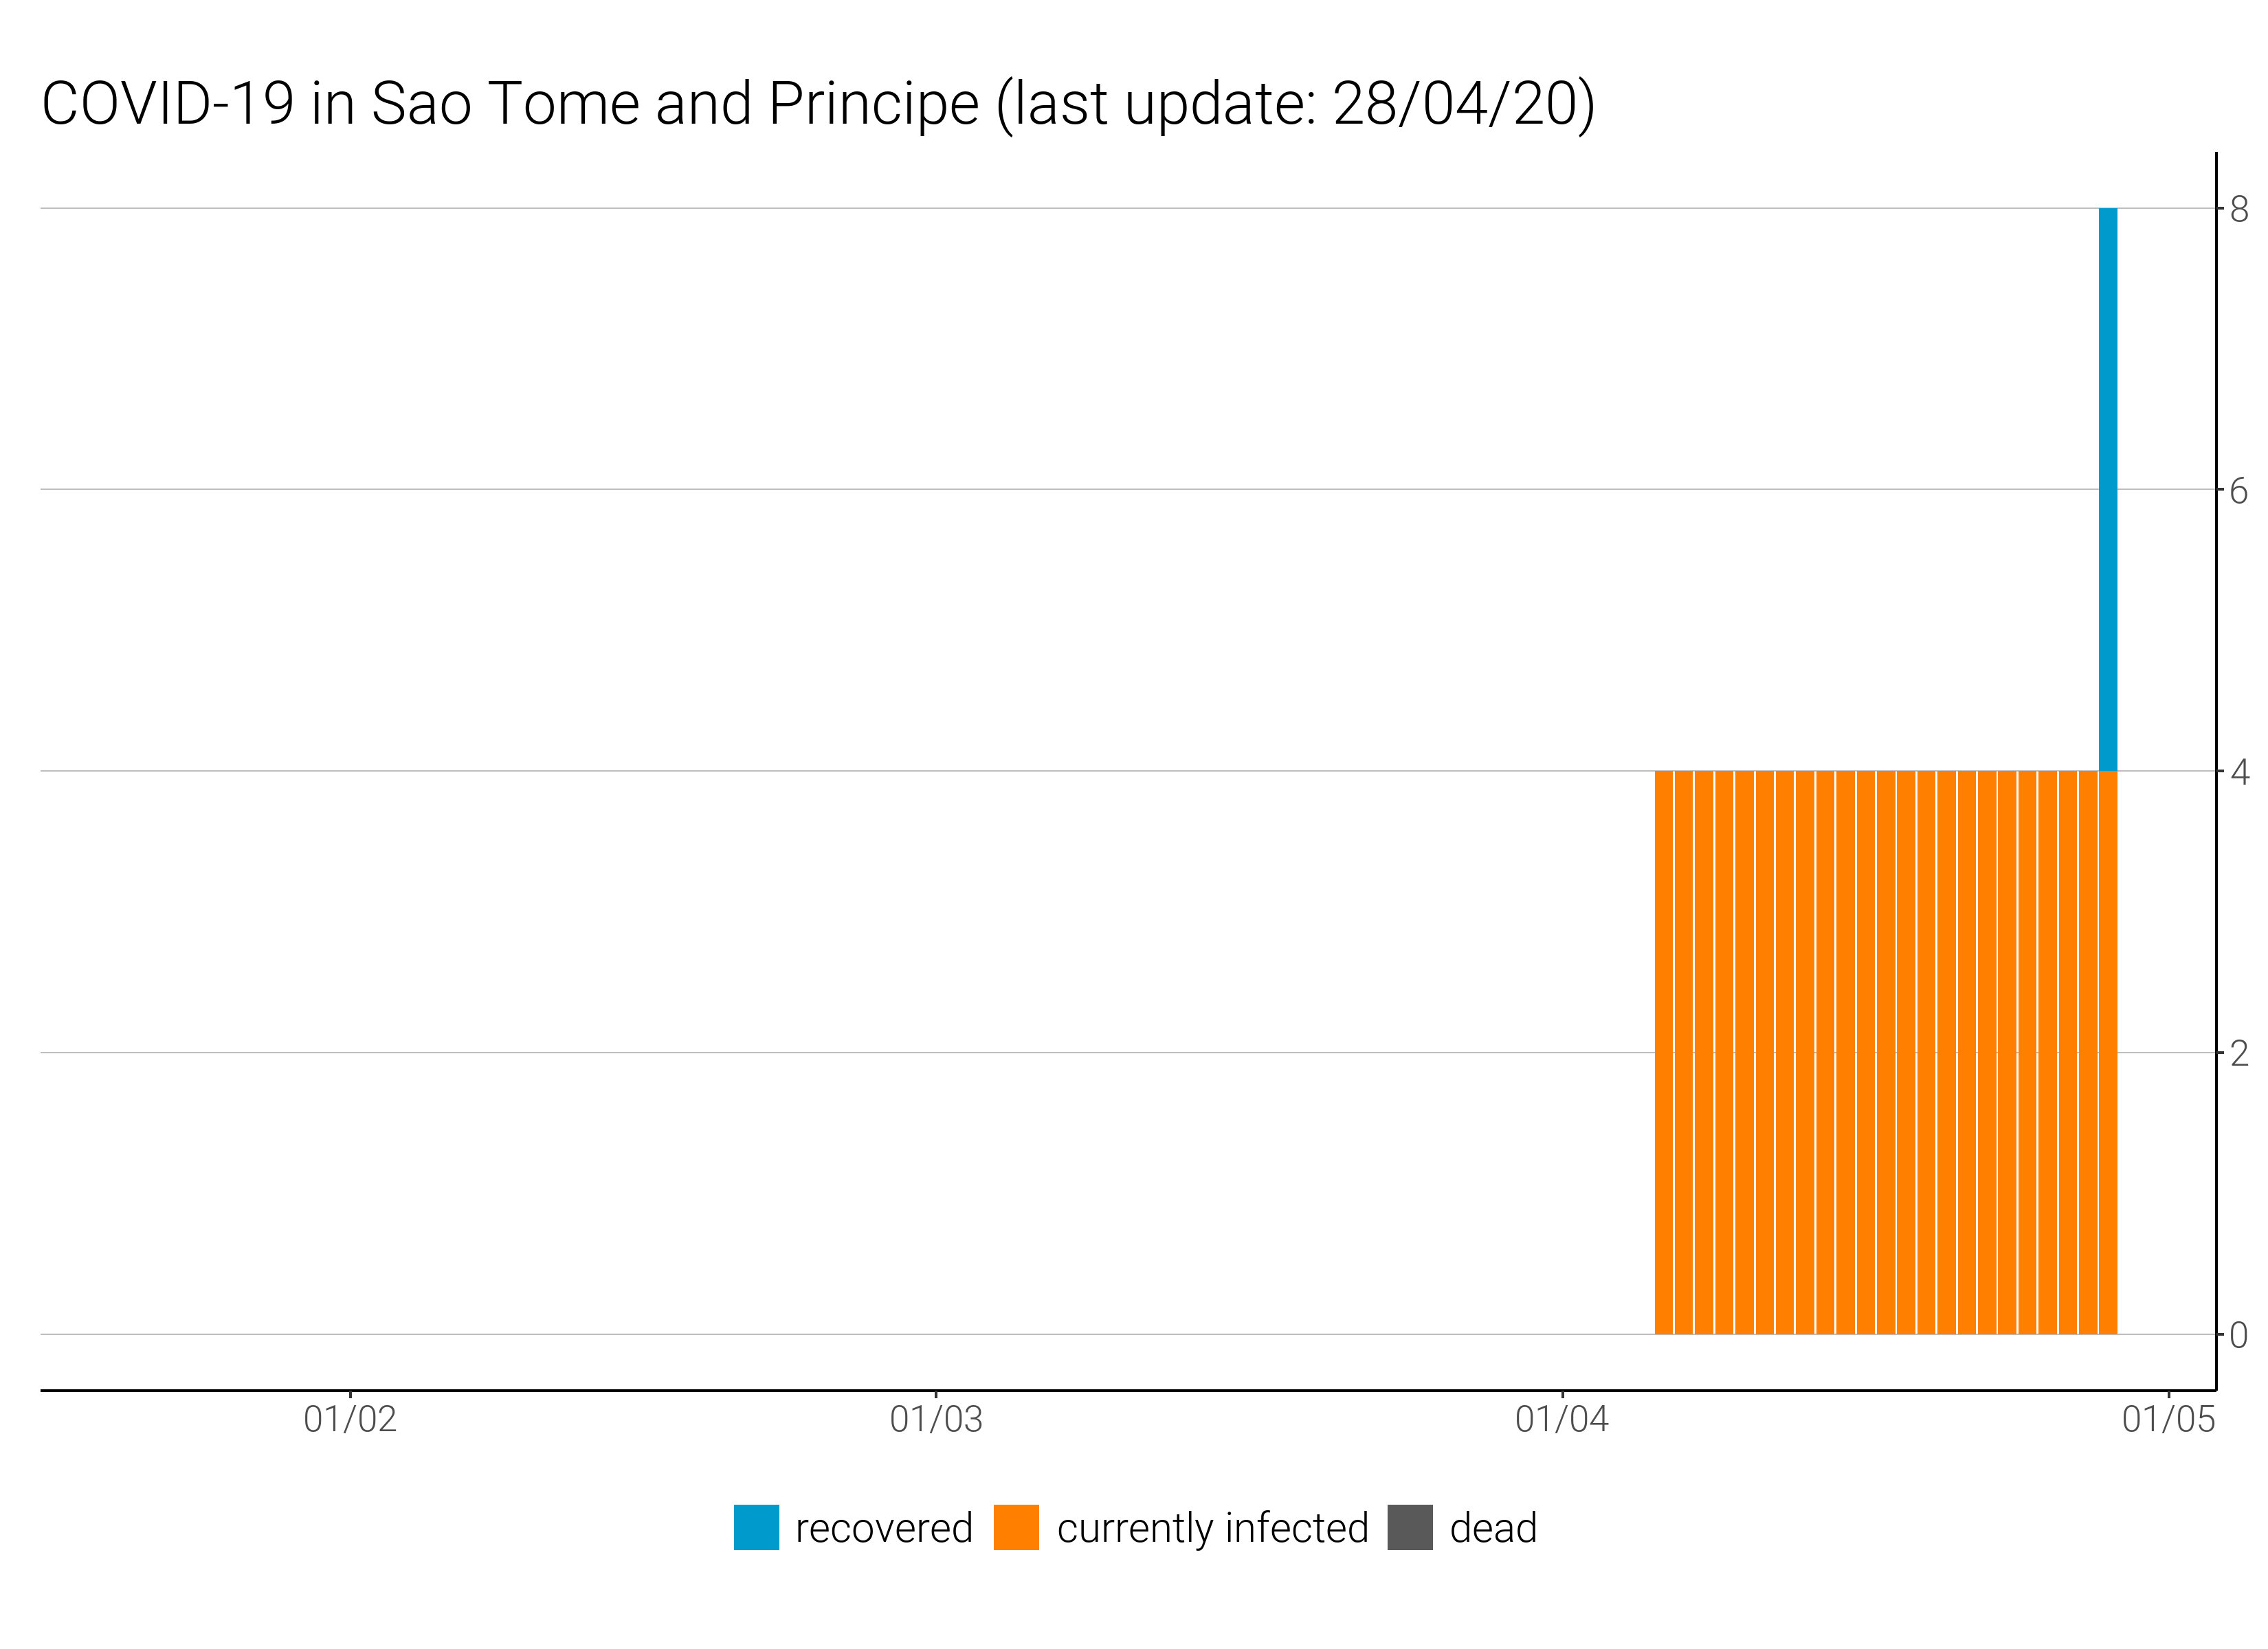 COVID-19 in Sao Tome and Principe (last update: 28/04/20)
8
6
4
2
0
01/02 01/03 01/04 01/05
recovered currently infected dead